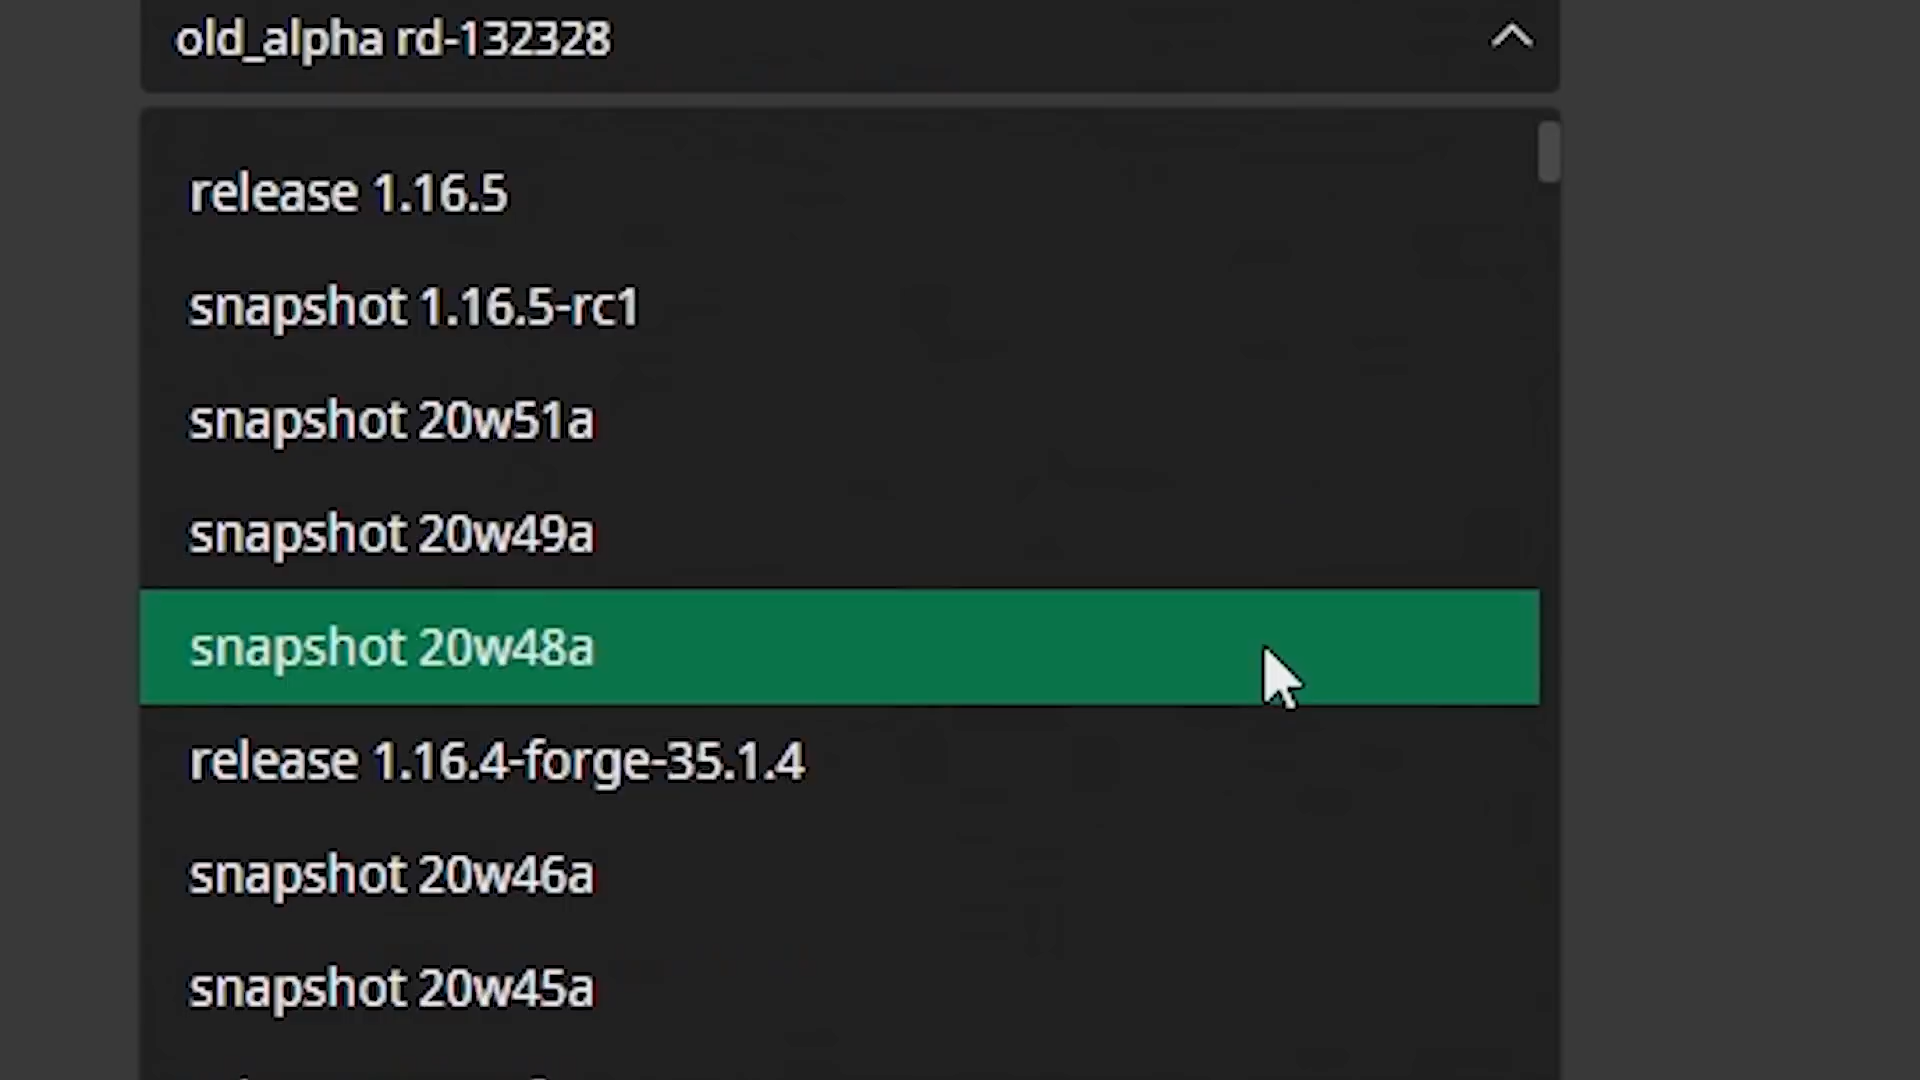 old_alpha rd-132328
release 1.16.5
snapshot 1.16.5-rc1
snapshot 20w51a
snapshot 20w49a
snapshot 20w48a
release 1.16.4-forge-35.1.4
snapshot 20w46a
snapshot 20w45a